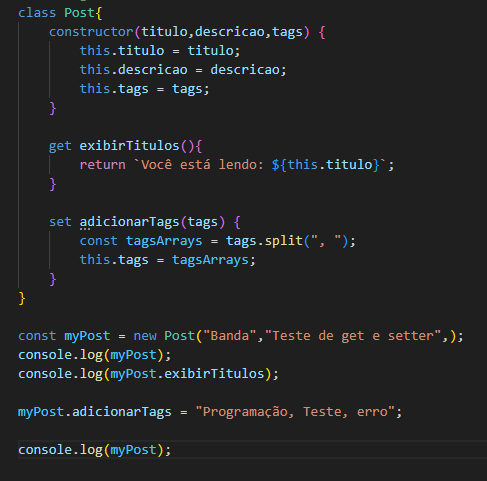 class Post{
constructor(titulo,descricao,tags) {
this.titulo = titulo;
this.descricao = descricao;
this.tags = tags;
}
get exibirTitulos(){
return `Você está lendo: ${this.titulo}`;
}
set adicionarTags(tags) {
const tagsArrays = tags.split(", ");
this.tags = tagsArrays;
}
}
const myPost = new Post("Banda","Teste de get e setter",);
console.log(myPost);
console.log(myPost.exibirTitulos);
myPost.adicionarTags = "Programação, Teste, erro";
console.log(myPost);